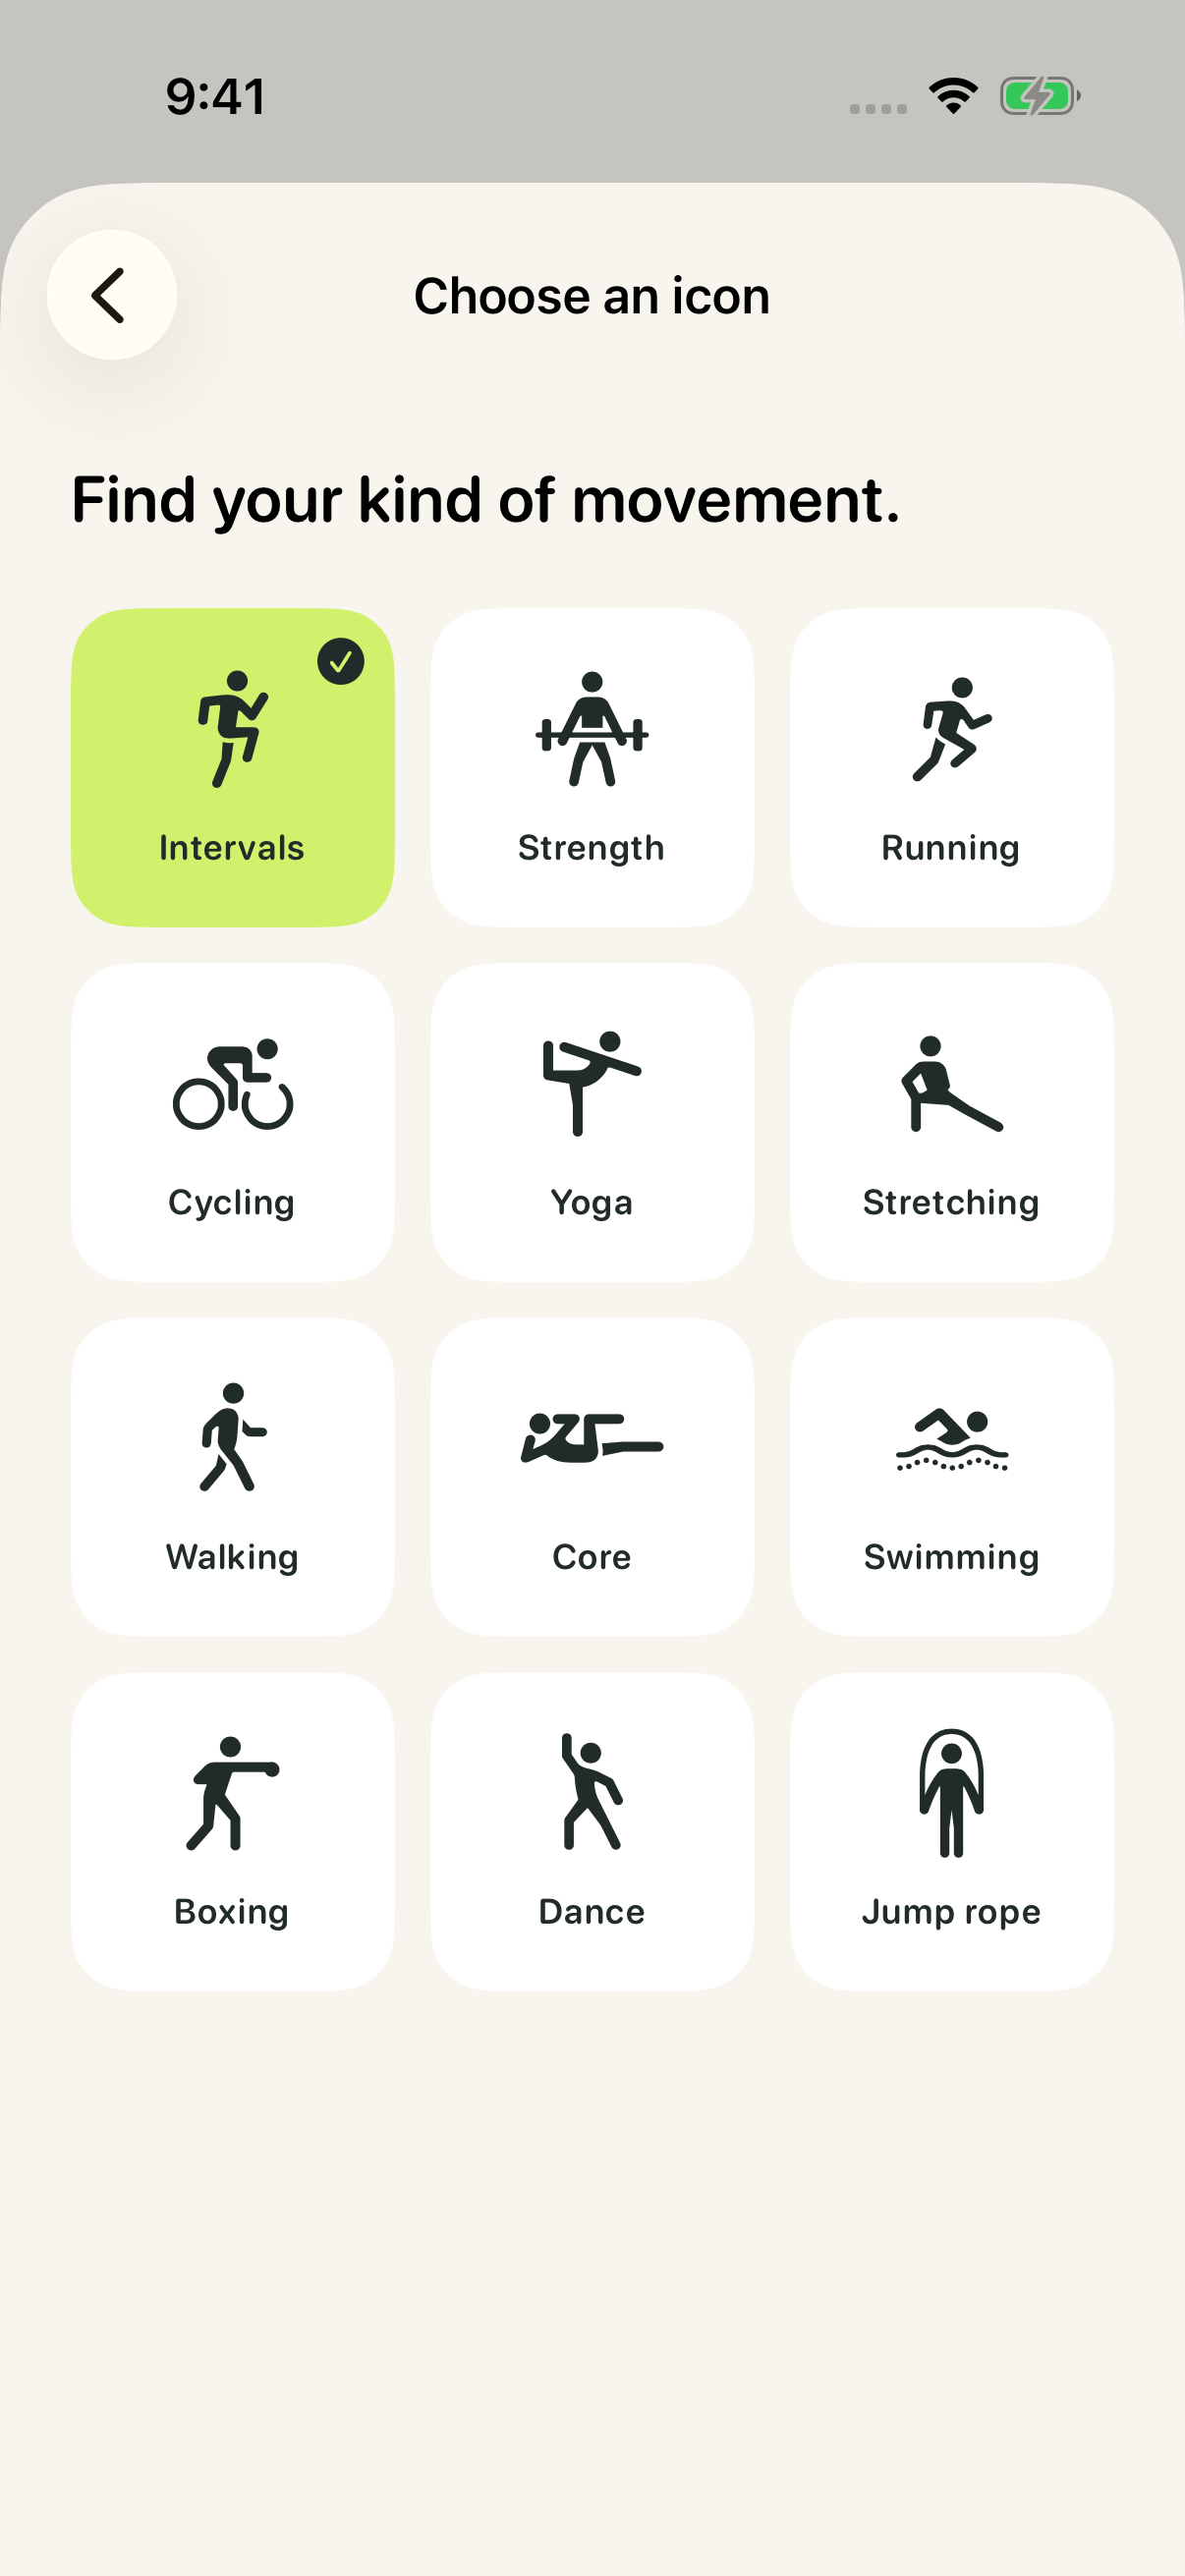 9:41
Choose an icon
Find your kind of movement.
Intervals
Strength
Running
Cycling
Yoga
Stretching
Walking
Core
Swimming
Boxing
Dance
Jump rope